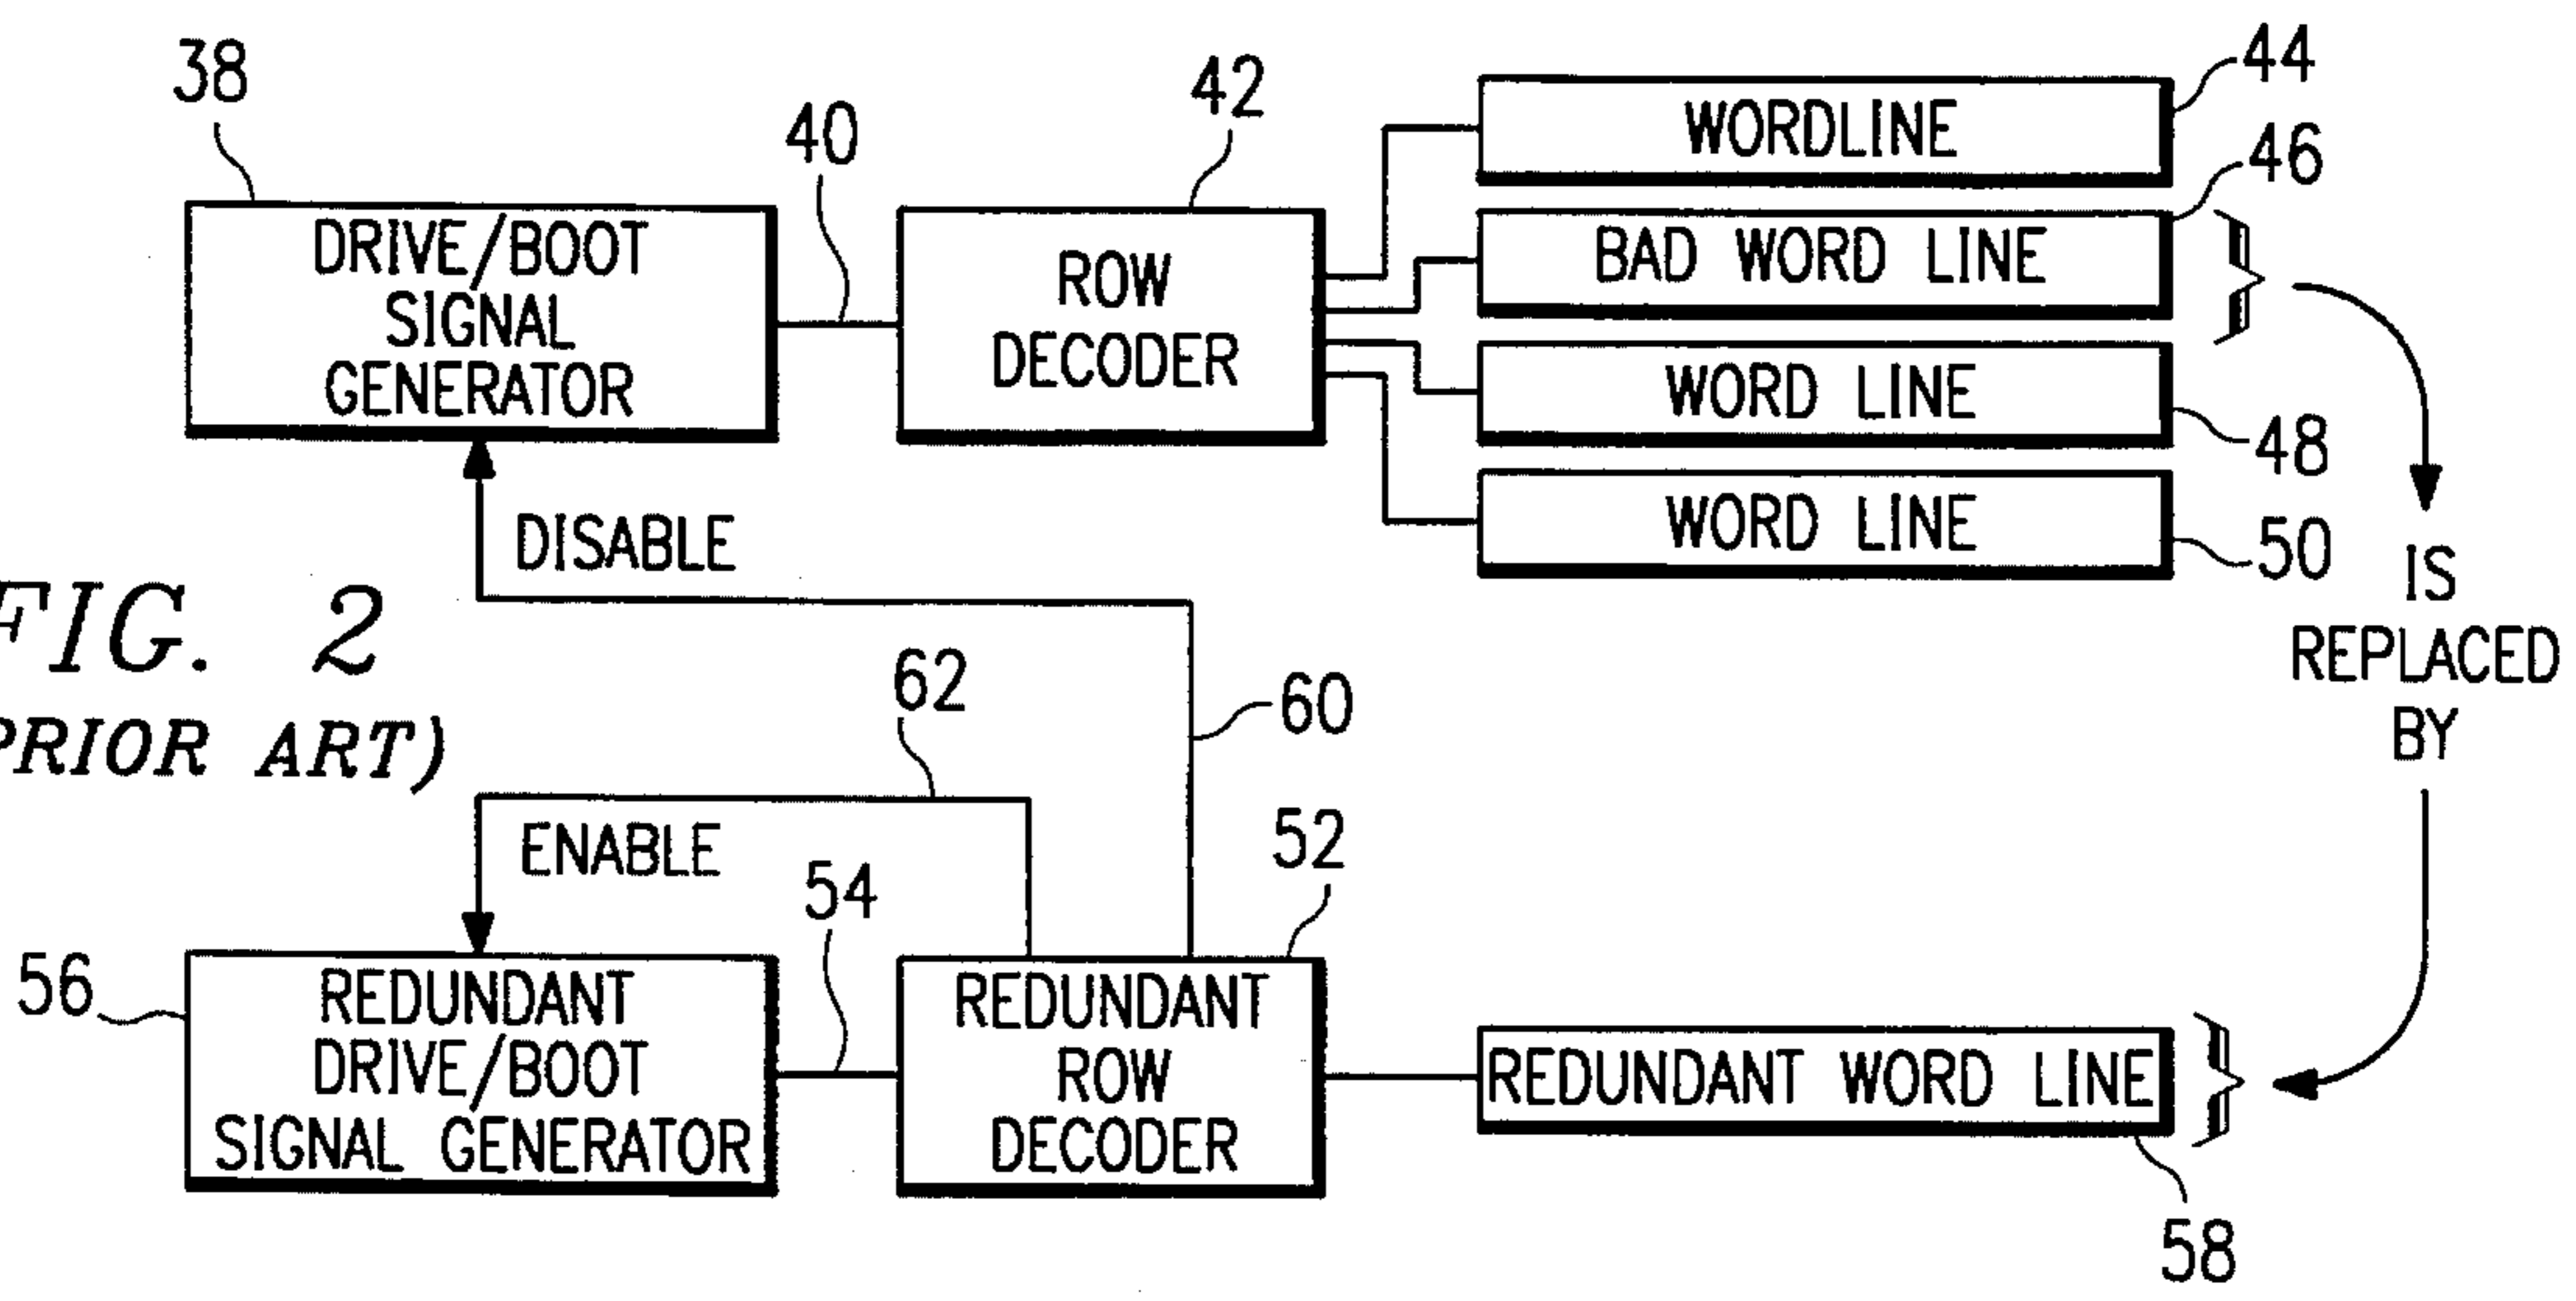 38
40
42
44
46
48
50
DRIVE/BOOT
SIGNAL
GENERATOR
ROW
DECODER
WORDLINE
BAD WORD LINE
WORD LINE
WORD LINE
DISABLE
IS
REPLACED
BY
FIG. 2
PRIOR ART)
62
60
ENABLE
54
52
56
REDUNDANT
DRIVE/BOOT
SIGNAL GENERATOR
REDUNDANT
ROW
DECODER
REDUNDANT WORD LINE
58